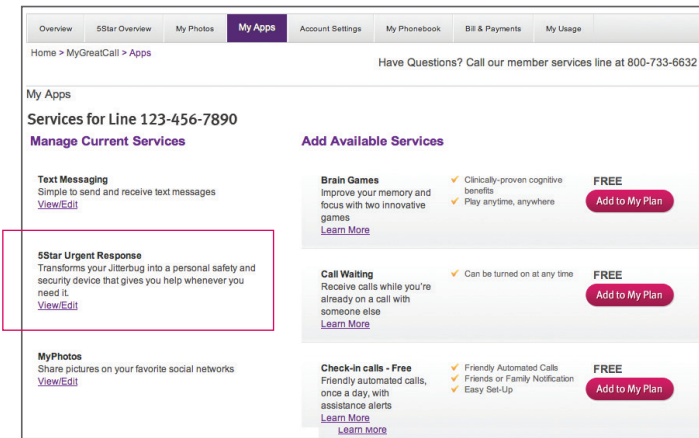 Overview 5Star Overview My Photos My Apps Account Settings My Phonebook Bill & Payments My Usage
Home > MyGreatCall > Apps
Have Questions? Call our member services line at 800-733-6632
My Apps
Services for Line 123-456-7890
Manage Current Services
Text Messaging
Simple to send and receive text messages
View/Edit
5Star Urgent Response
Transforms your Jitterbug into a personal safety and
security device that gives you help whenever you
need it.
View/Edit
MyPhotos
Share pictures on your favorite social networks
View/Edit
Add Available Services
Brain Games
Improve your memory and
focus with two innovative
games
Learn More
Clinically-proven cognitive
benefits
Play anytime, anywhere
FREE
Add to My Plan
Call Waiting
Receive calls while you're
already on a call with
someone else
Learn More
Can be turned on at any time
FREE
Add to My Plan
Check-in calls - Free
Friendly automated calls,
once a day, with
assistance alerts
Learn More
Learn More
Friendly Automated Calls
Friends or Family Notification
Easy Set-Up
FREE
Add to My Plan